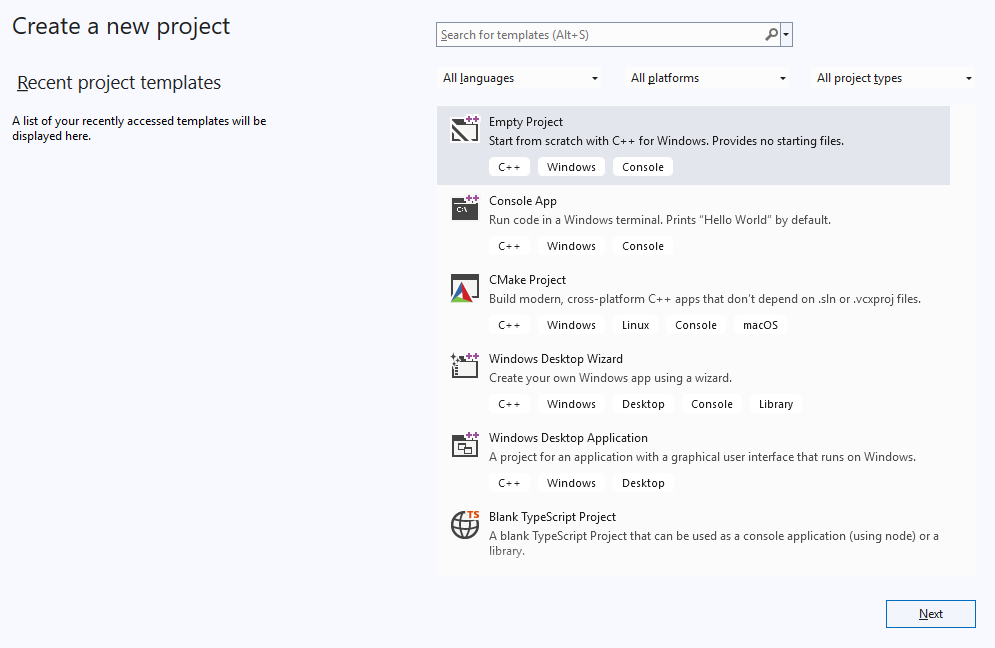 Create a new project
Recent project templates
A list of your recently accessed templates will be
displayed here.
Search for templates (Alt+S)
All languages
All platforms
All project types
Empty Project
Start from scratch with C++ for Windows. Provides no starting files.
C++ Windows Console
Console App
Run code in a Windows terminal. Prints "Hello World" by default.
C++ Windows Console
CMake Project
Build modern, cross-platform C++ apps that don't depend on .sln or .vcxproj files.
C++ Windows Linux Console macOS
Windows Desktop Wizard
Create your own Windows app using a wizard.
C++ Windows Desktop Console Library
Windows Desktop Application
A project for an application with a graphical user interface that runs on Windows.
C++ Windows Desktop
TS
Blank TypeScript Project
A blank TypeScript Project that can be used as a console application (using node) or a
library.
Next